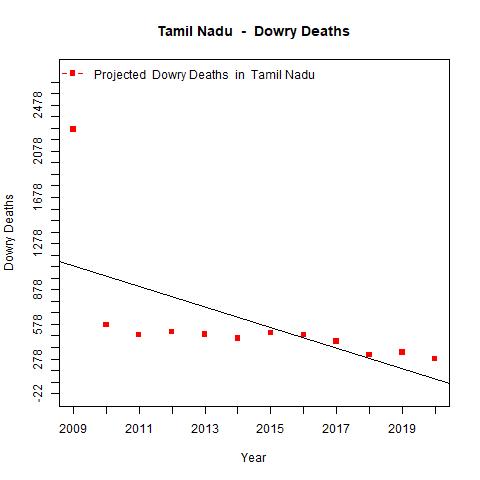 Tamil Nadu - Dowry Deaths
Projected Dowry Deaths in Tamil Nadu
Dowry Deaths
2478
2078
1678
1278
878
578
278
-22
2009 2011 2013 2015 2017 2019
Year